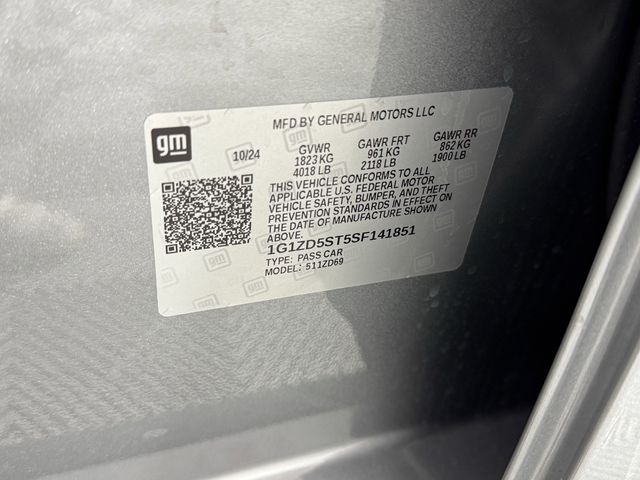 MFD BY GENERAL MOTORS LLC
gm
10/24
GVWR GAWR FRT GAWR RR
1823 KG 961 KG 862 KG
4018 LB 2118 LB 1900 LB
THIS VEHICLE CONFORMS TO ALL
APPLICABLE U.S. FEDERAL MOTOR
VEHICLE SAFETY, BUMPER, AND THEFT
PREVENTION STANDARDS IN EFFECT ON
THE DATE OF MANUFACTURE SHOWN
ABOVE.
1G1ZD5ST5SF141851
TYPE: PASS CAR
MODEL: 511ZD69